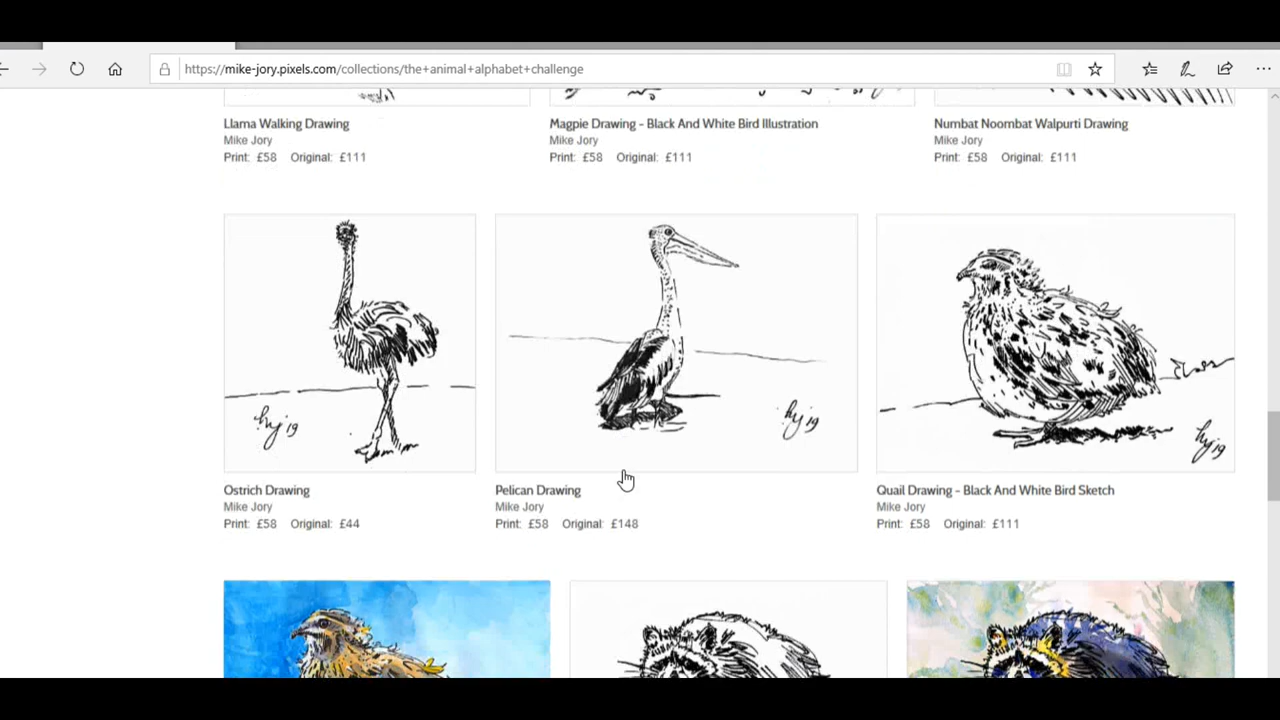 https://mike-jory.pixels.com/collections/the+animal+alphabet+challenge
Llama Walking Drawing
Mike Jory
Print: £58 Original: £111
Magpie Drawing - Black And White Bird Illustration
Mike Jory
Print: £58 Original: £111
Numbat Noombat Walpurti Drawing
Mike Jory
Print: £58 Original: £111
Ostrich Drawing
Mike Jory
Print: £58 Original: £44
Pelican Drawing
Mike Jory
Print: £58 Original: £148
Quail Drawing - Black And White Bird Sketch
Mike Jory
Print: £58 Original: £111